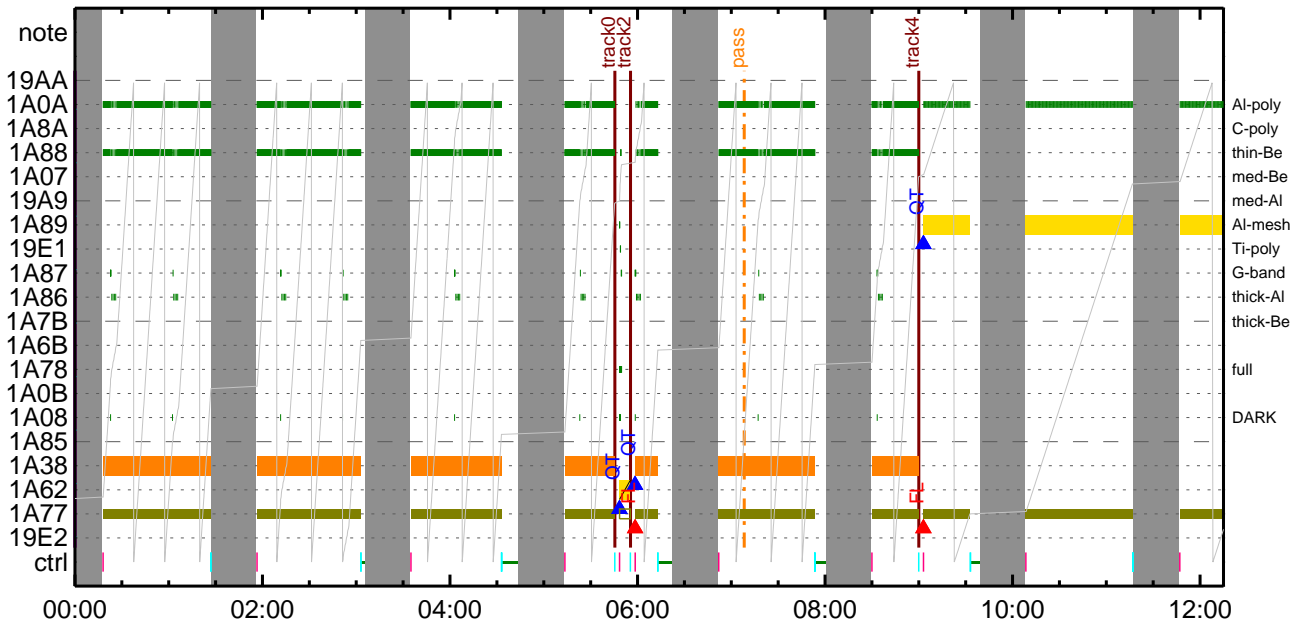 note
track0
track2
pass
track4
19AA
1A0A Al-poly
1A8A C-poly
1A88 thin-Be
1A07 med-Be
19A9 med-Al
QT
1A89 Al-mesh
19E1 Ti-poly
1A87 G-band
1A86 thick-Al
1A7B thick-Be
1A6B
1A78 full
1A0B
1A08 DARK
1A85
QT
QT
1A38
1A62
FL
1A77
19E2
ctrl
00:00 02:00 04:00 06:00 08:00 10:00 12:00